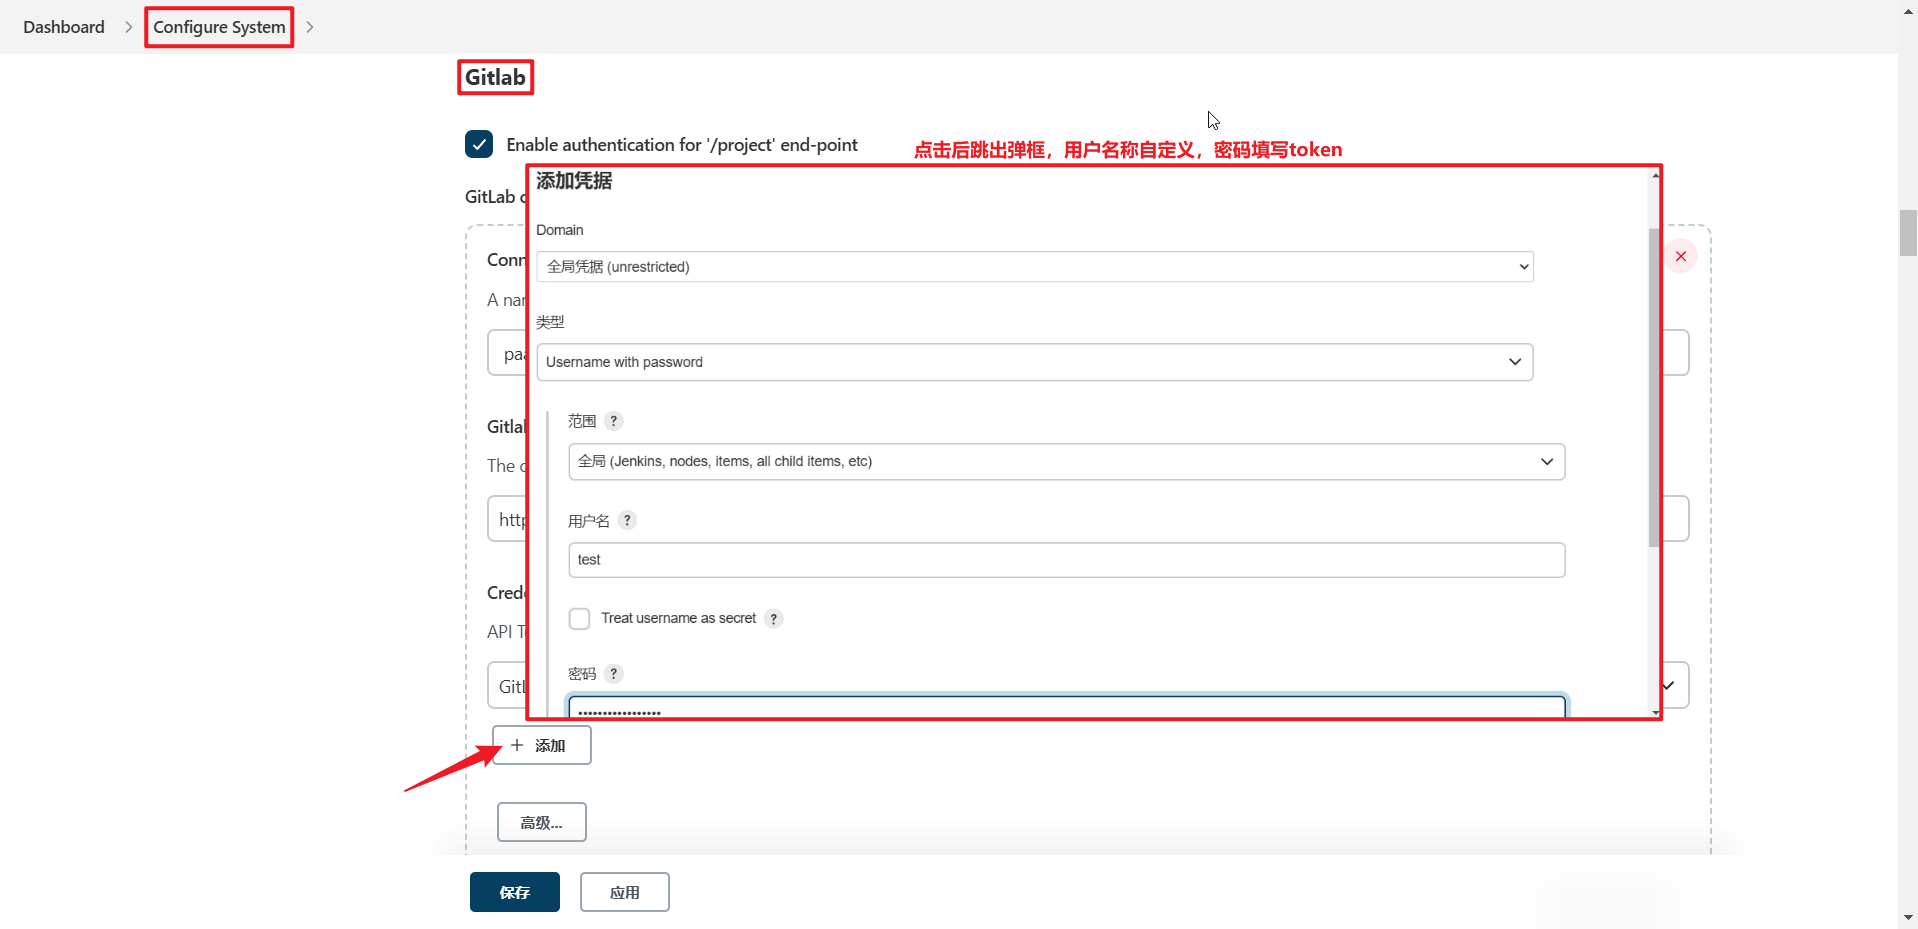 Dashboard > Configure System >
Gitlab
Enable authentication for '/project' end-point
点击后跳出弹框，用户名称自定义，密码填写token
添加凭据
GitLab c
Domain
Conn
全局凭据 (unrestricted)
A nar
类型
paa
Username with password
范围 ?
Gitlal
The c
全局 (Jenkins, nodes, items, all child items, etc)
用户名 ?
http
test
Crede
Treat username as secret ?
API T
密码 ?
GitL
•••••••••••••••••
+ 添加
高级...
保存 应用